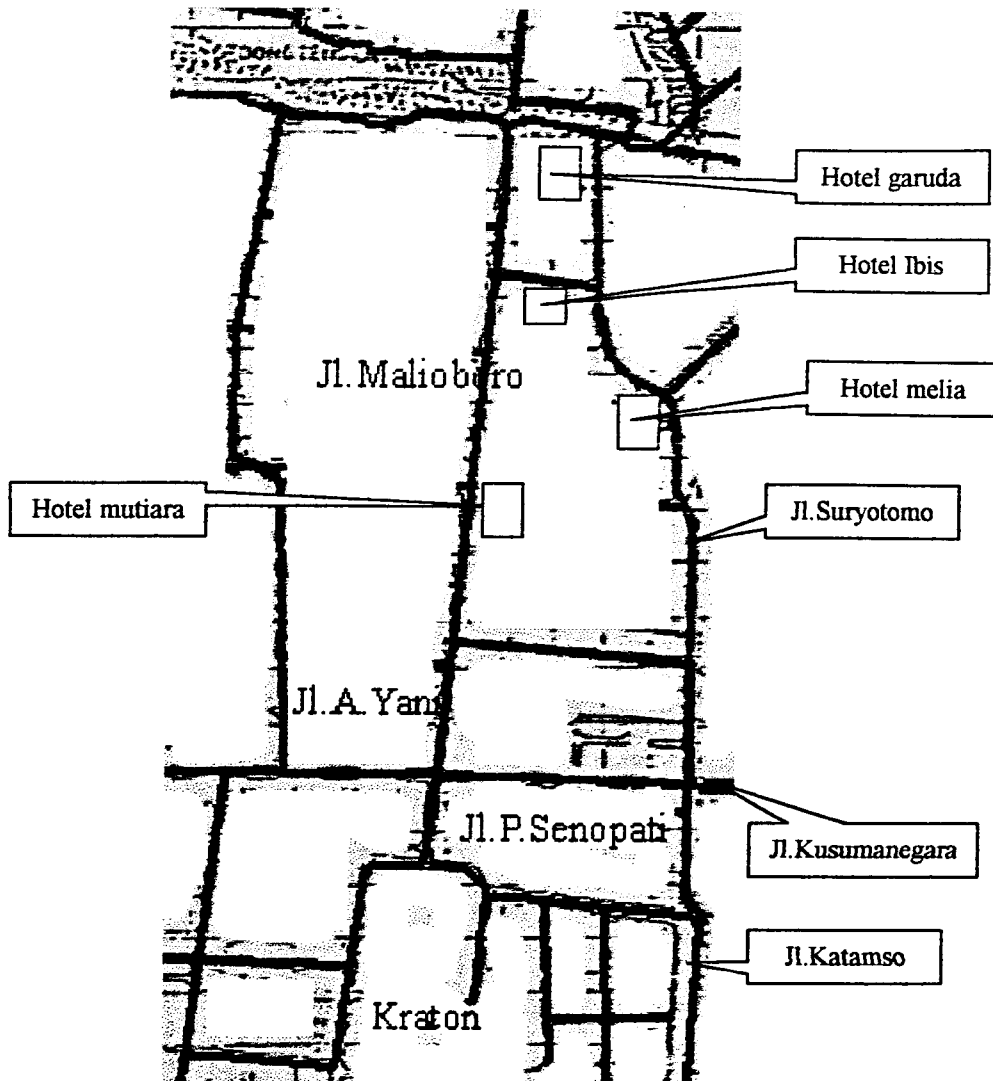 Hotel garuda
Hotel Ibis
Jl.Malioboro
Hotel melia
Hotel mutiara
Jl.Suryotomo
Jl.A.Yani
Jl.P.Senopati
Jl.Kusumanegara
Jl.Katamso
Kraton